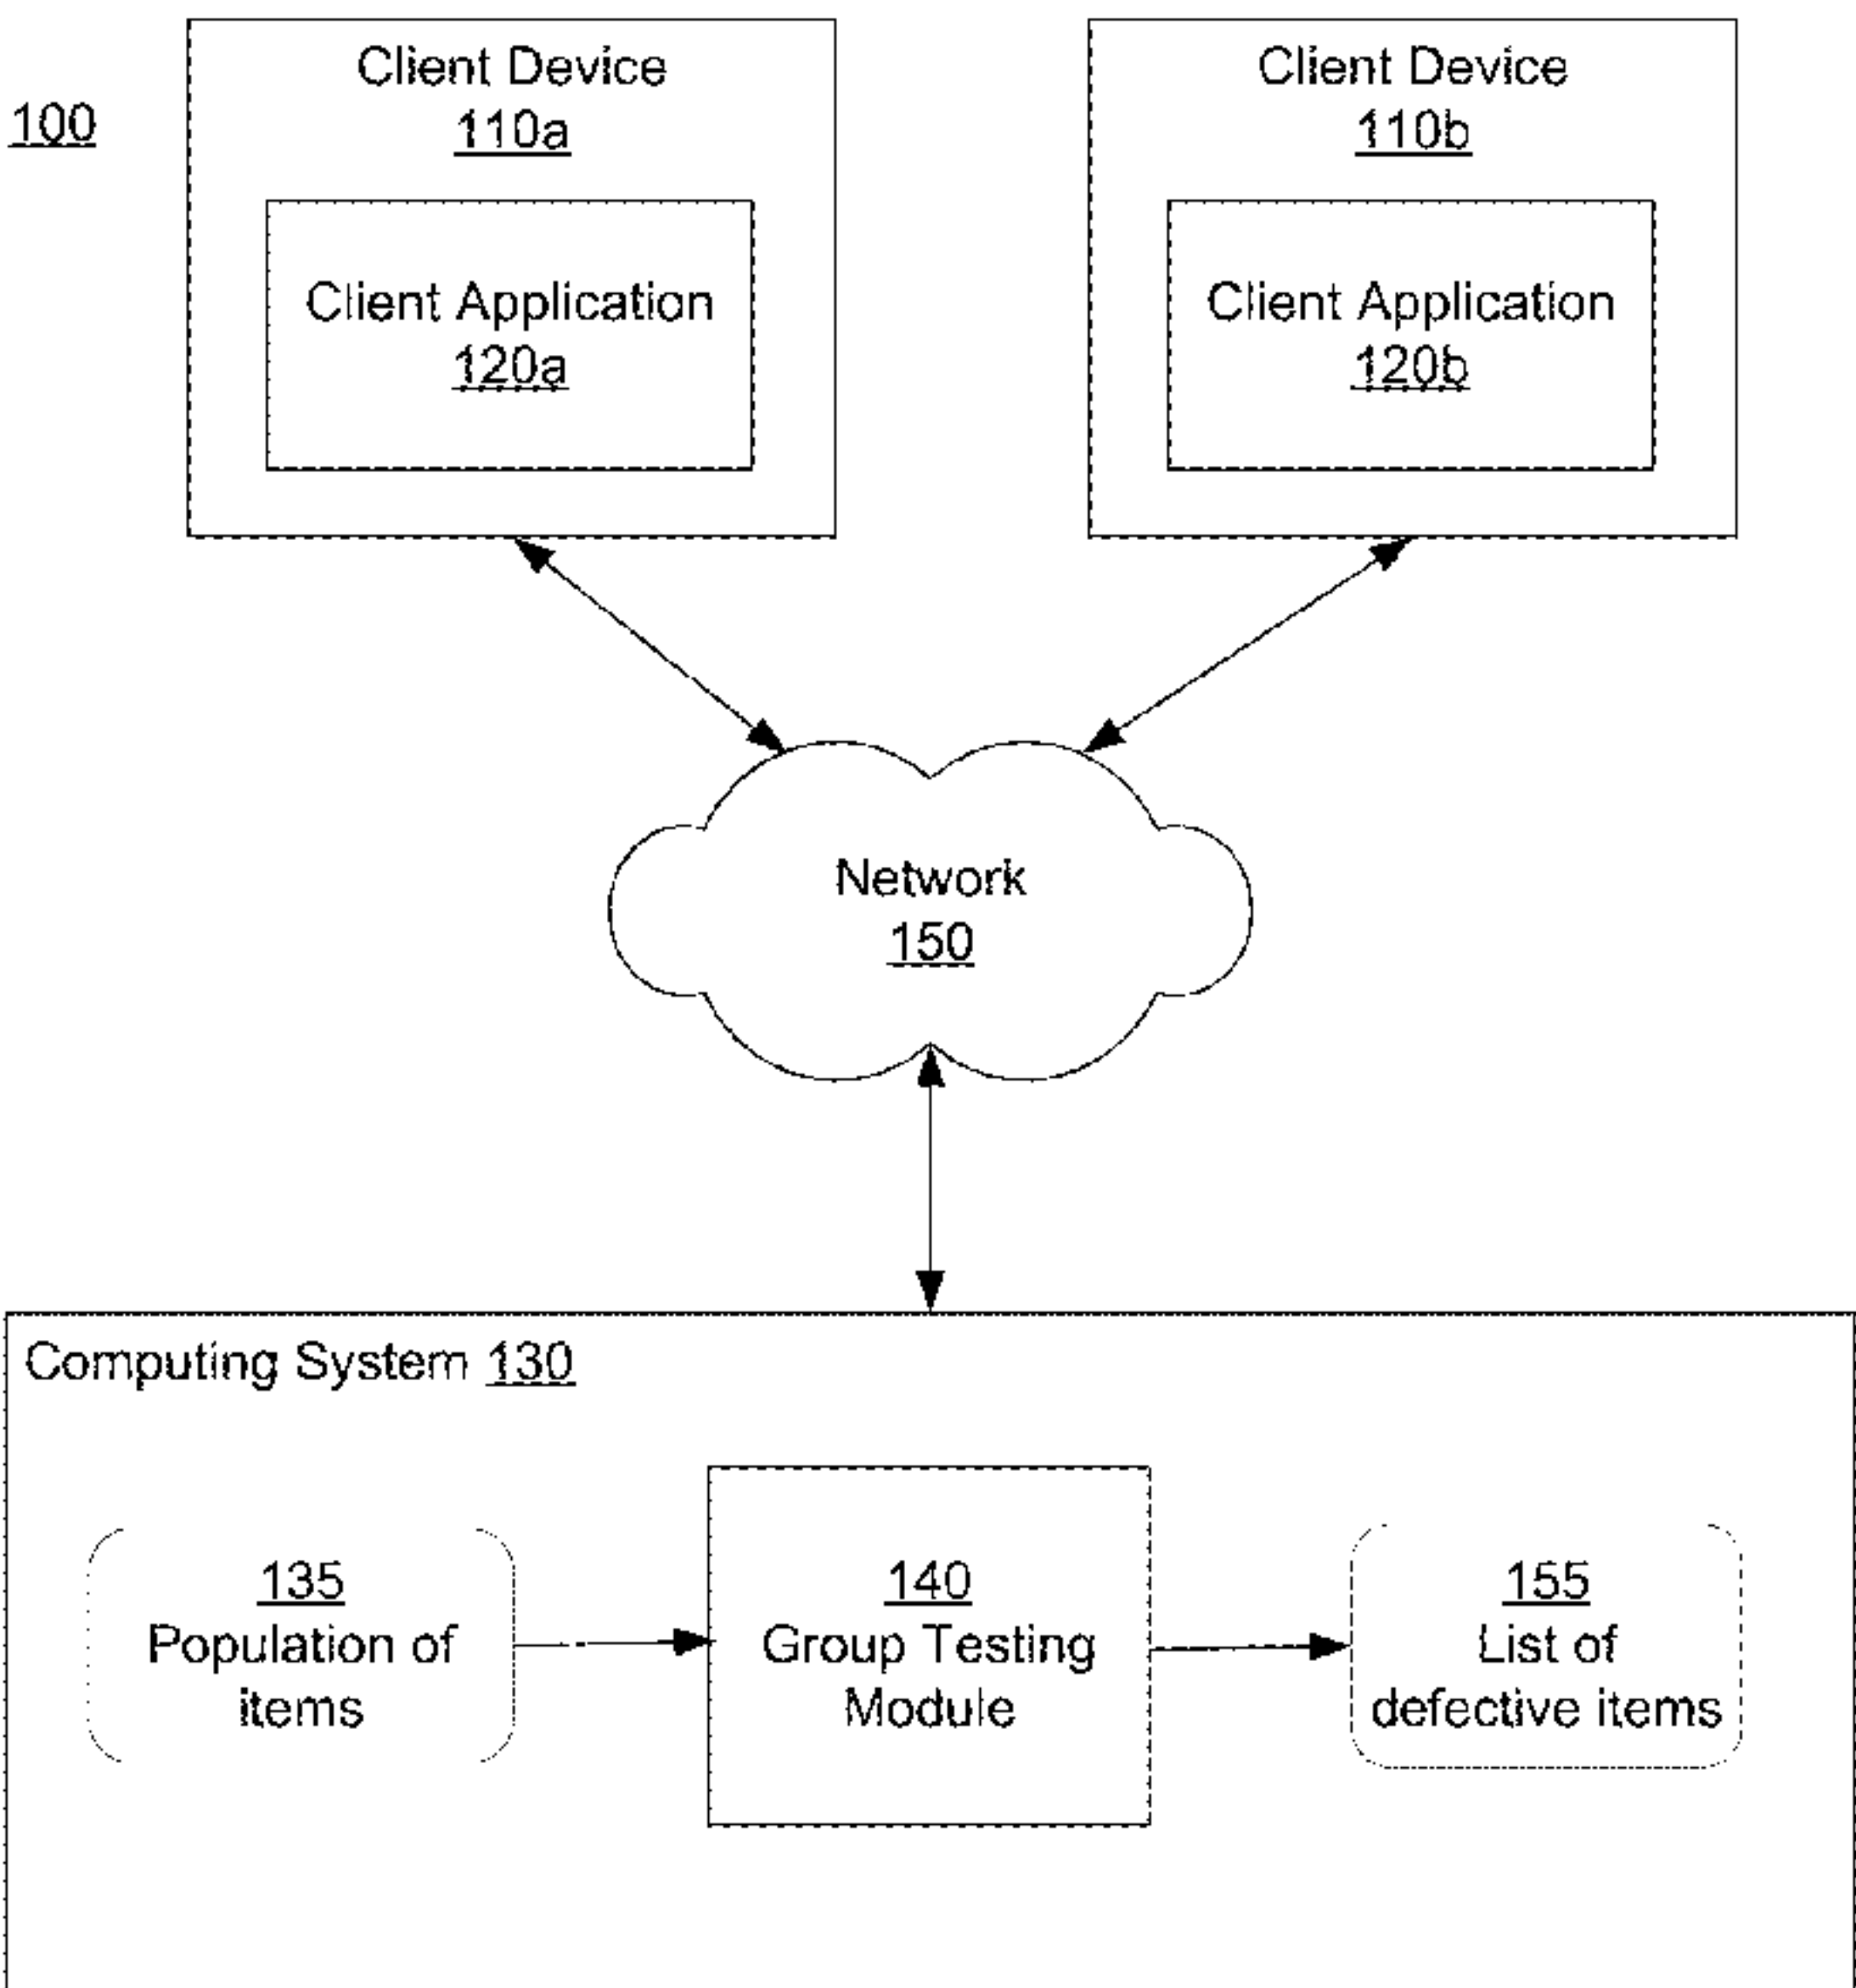 100
Client Device
110a
Client Application
120a
Client Device
110b
Client Application
120b
Network
150
Computing System 130
135
Population of
items
140
Group Testing
Module
155
List of
defective items